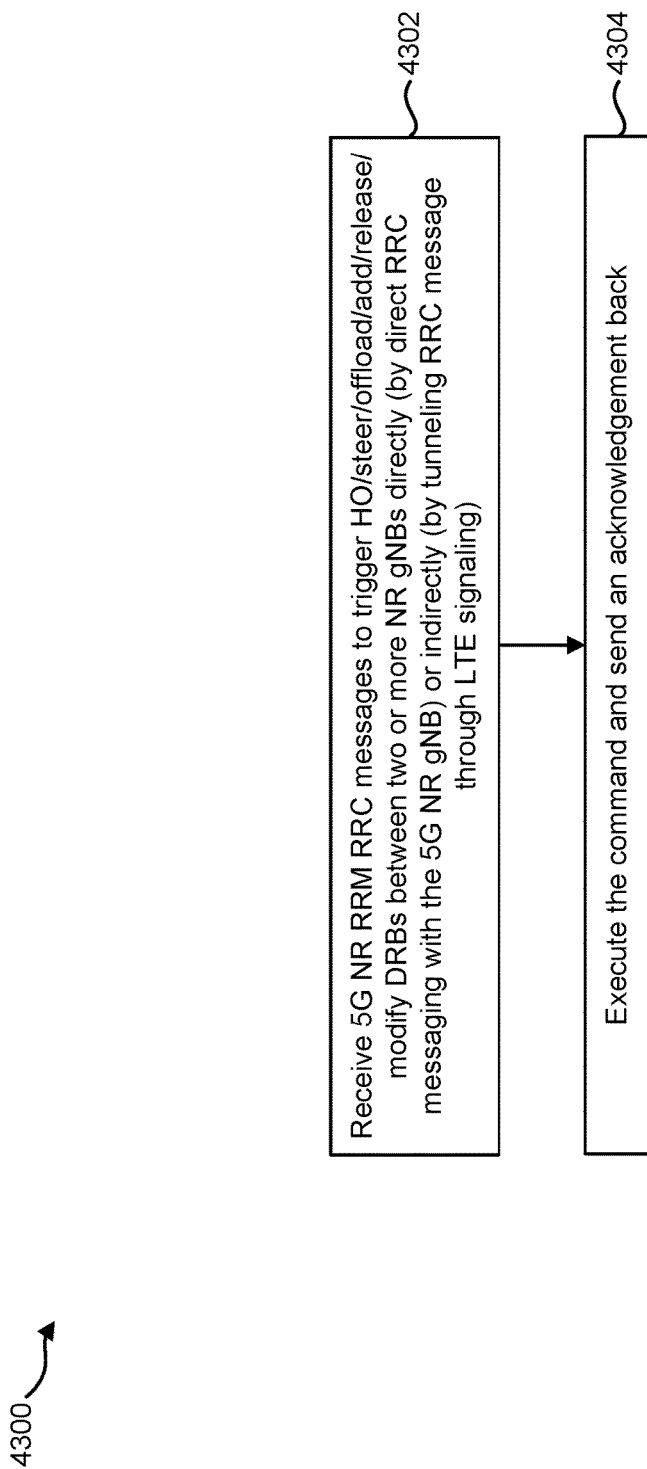 4300
Receive 5G NR RRM RRC messages to trigger HO/steer/offload/add/release/
modify DRBs between two or more NR gNBs directly (by direct RRC
messaging with the 5G NR gNB) or indirectly (by tunneling RRC message
through LTE signaling)
4302
Execute the command and send an acknowledgement back
4304